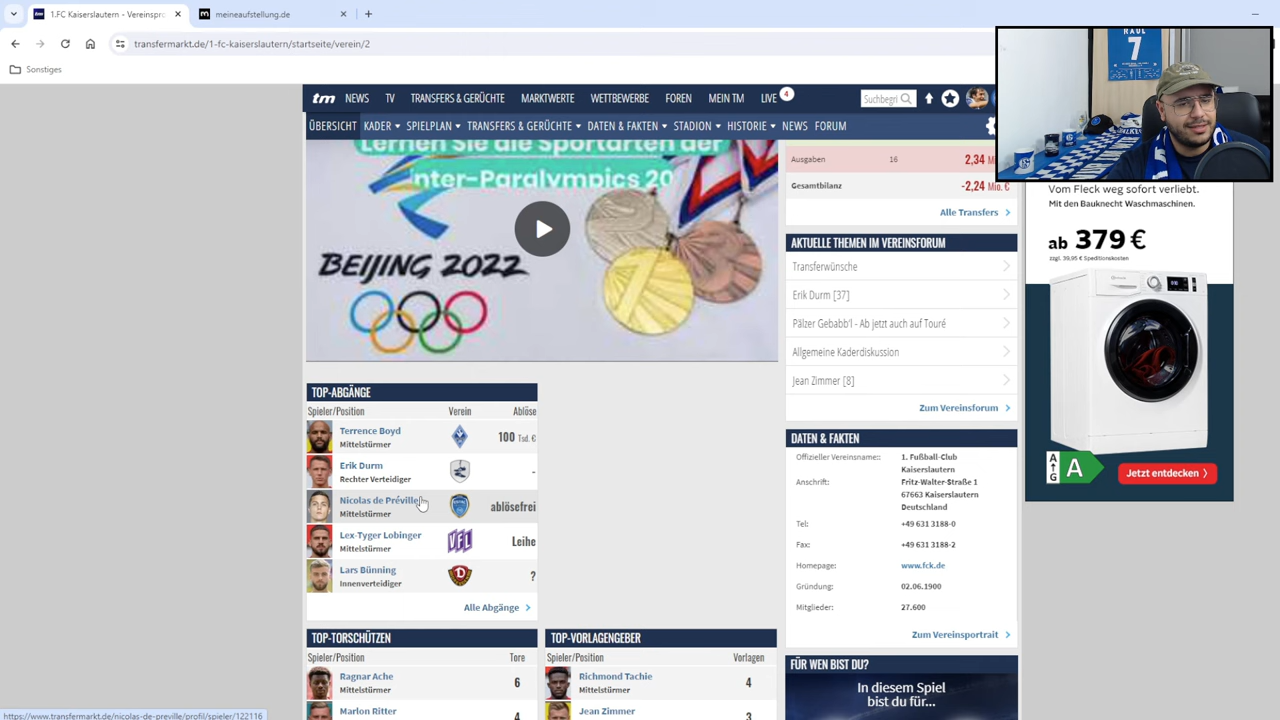 1.FC Kaiserslautern - Vereinspro
meineaufstellung.de
transfermarkt.de/1-fc-kaiserslautern/startseite/verein/2
Sonstiges
tm NEWS TV TRANSFERS & GERÜCHTE MARKTWERTE WETTBEWERBE FOREN MEIN TM LIVE 4
Suchbegri
ÜBERSICHT KADER SPIELPLAN TRANSFERS & GERÜCHTE DATEN & FAKTEN STADION HISTORIE NEWS FORUM
Sie die Sportarten der
nter-Paralympics 20
BEIJING 2022
TOP-ABGÄNGE
Spieler/Position Verein Ablöse
Terrence Boyd
Mittelstürmer
100 Tsd. €
Erik Durm
Rechter Verteidiger
-
Nicolas de Préville
Mittelstürmer
ablösefrei
Lex-Tyger Lobinger
Mittelstürmer
VFL
Leihe
Lars Bünning
Innenverteidiger
D
?
Alle Abgänge
TOP-TORSCHÜTZEN
Spieler/Position Tore
Ragnar Ache
Mittelstürmer
6
Marlon Ritter
4
TOP-VORLAGENGEBER
Spieler/Position Vorlagen
Richmond Tachie
Mittelstürmer
4
Jean Zimmer
3
Ausgaben 16 2,34
Gesamtbilanz -2,24 Mio. €
Alle Transfers
AKTUELLE THEMEN IM VEREINSFORUM
Transferwünsche
Erik Durm [37]
Pälzer Gebabb'l - Ab jetzt auch auf Touré
Allgemeine Kaderdiskussion
Jean Zimmer [8]
Zum Vereinsforum
DATEN & FAKTEN
Offizieller Vereinsname:: 1. Fußball-Club
Kaiserslautern
Anschrift: Fritz-Walter-Straße 1
67663 Kaiserslautern
Deutschland
Tel: +49 631 3188-0
Fax: +49 631 3188-2
Homepage: www.fck.de
Gründung: 02.06.1900
Mitglieder: 27.600
Zum Vereinsportrait
FÜR WEN BIST DU?
In diesem Spiel
bist du für...
RAUL
7
Vom Fleck weg sofort verliebt.
Mit den Bauknecht Waschmaschinen.
ab 379 €
zzgl. 39,95 € Speditionskosten
A
G
A
Jetzt entdecken
https://www.transfermarkt.de/nicolas-de-preville/profil/spieler/122116